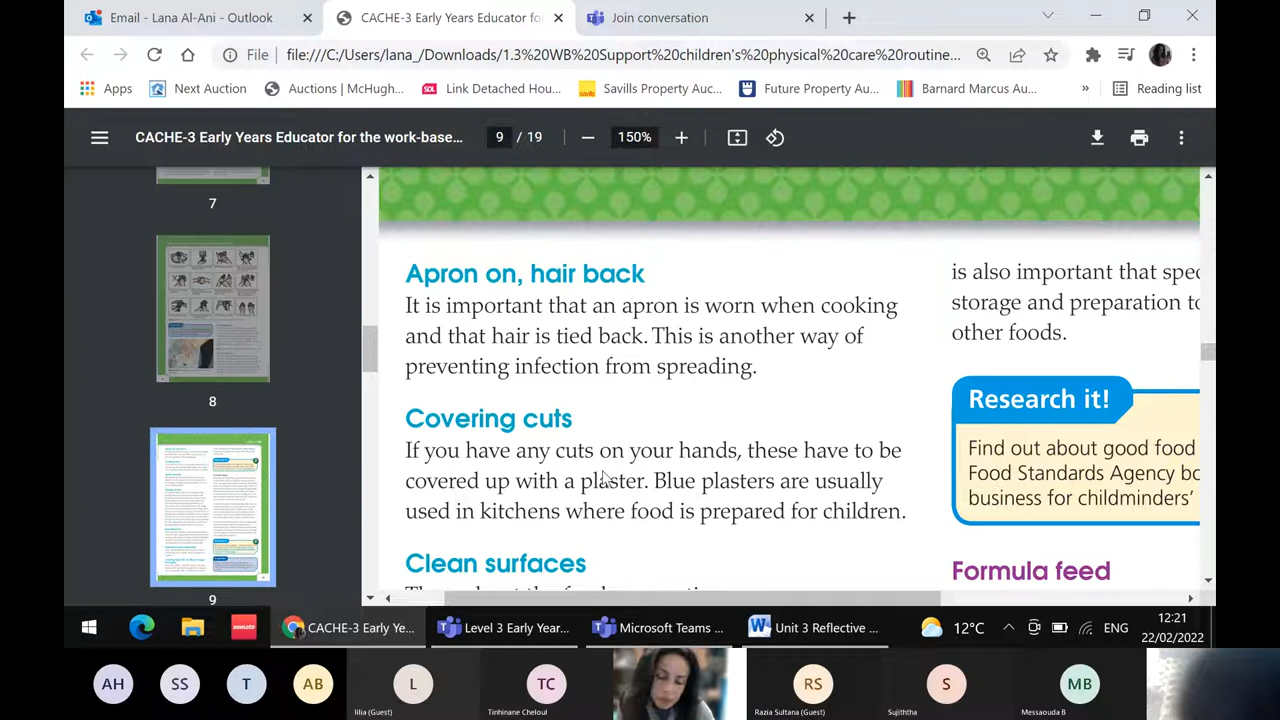 Email - Lana Al-Ani - Outlook
CACHE-3 Early Years Educator fo
Join conversation
File
file:///C:/Users/lana_/Downloads/1.3%20WB%20Support%20children's%20physical%20care%20routine...
Apps
Next Auction
Auctions | McHugh...
SDL
Link Detached Hou...
savills
Savills Property Auc...
Future Property Au...
Barnard Marcus Au...
»
Reading list
CACHE-3 Early Years Educator for the work-base...
9 / 19
150%
7
8
9
Apron on, hair back
It is important that an apron is worn when cooking
and that hair is tied back. This is another way of
preventing infection from spreading.
Covering cuts
If you have any cuts on your hands, these have to be
covered up with a plaster. Blue plasters are usually
used in kitchens where food is prepared for children.
Clean surfaces
is also important that spec
storage and preparation to
other foods.
Research it!
Find out about good food
Food Standards Agency bo
business for childminders'
Formula feed
zomato
CACHE-3 Early Ye...
Level 3 Early Year...
Microsoft Teams ...
Unit 3 Reflective ...
12°C
ENG
12:21
22/02/2022
AH
SS
T
AB
L
lilia (Guest)
TC
Tinhinane Cheloul
RS
Razia Sultana (Guest)
S
Sujiththa
MB
Messaouda B